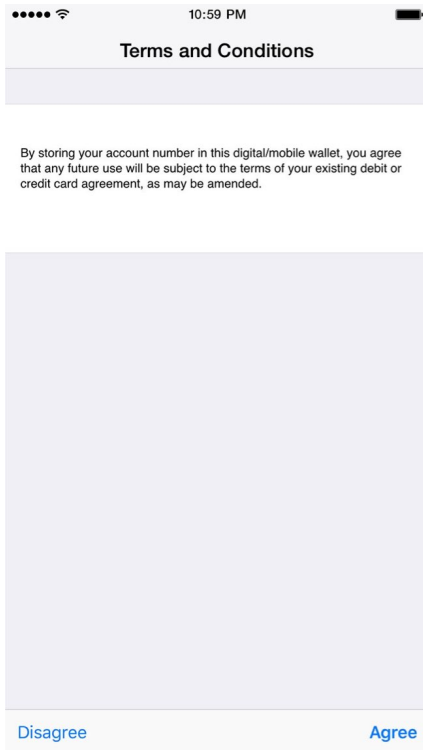 10:59 PM
Terms and Conditions
By storing your account number in this digital/mobile wallet, you agree
that any future use will be subject to the terms of your existing debit or
credit card agreement, as may be amended.
Disagree Agree